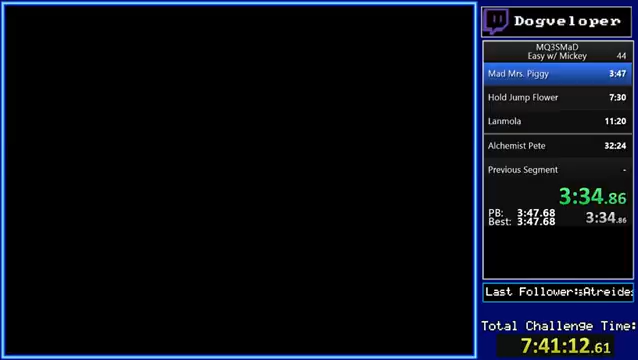 Dogveloper
MQ3SMaD
Easy w/ Mickey 44
Mad Mrs. Piggy 3:47
Hold Jump Flower 7:30
Lanmola 11:20
Alchemist Pete 32:24
Previous Segment -
3:34.86
PB: 3:47.68
Best: 3:47.68
3:34.86
Last Follower:
Atreides
Total Challenge Time:
7:41:12.61